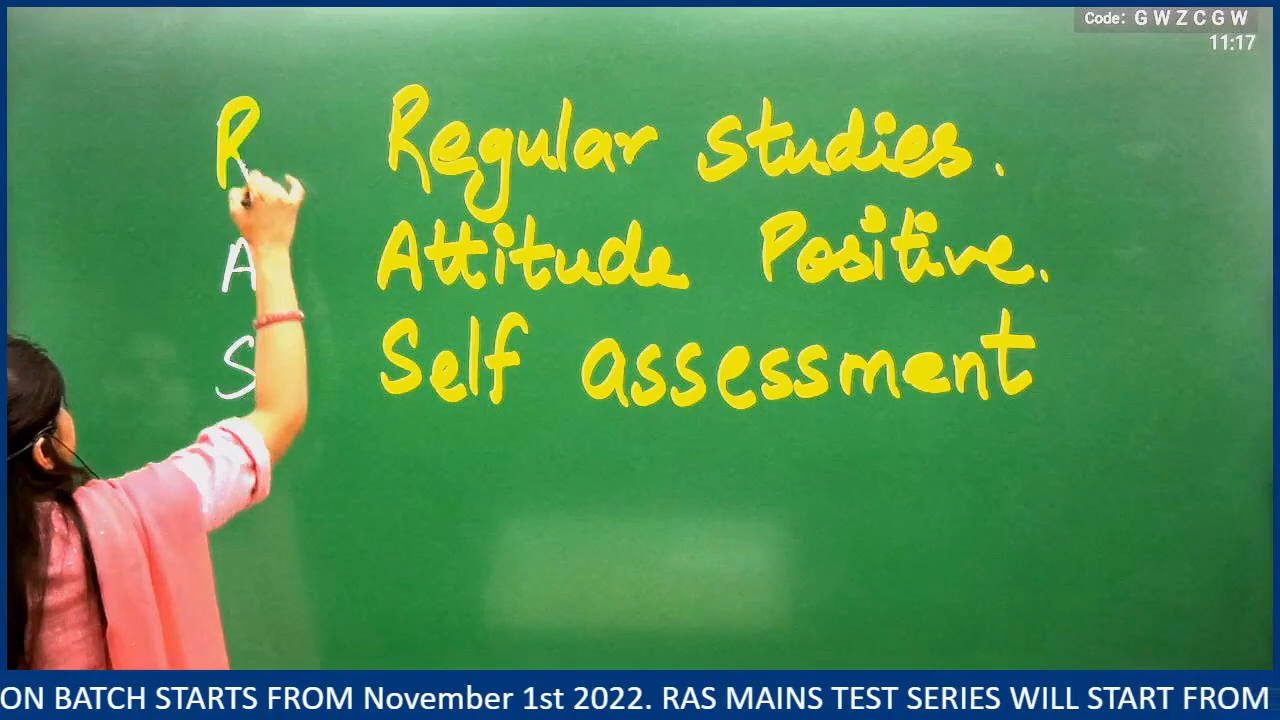 Code: G W Z C G W
11:17
R Regular studies.
A Attitude Positive.
S Self assessment
ON BATCH STARTS FROM November 1st 2022. RAS MAINS TEST SERIES WILL START FROM